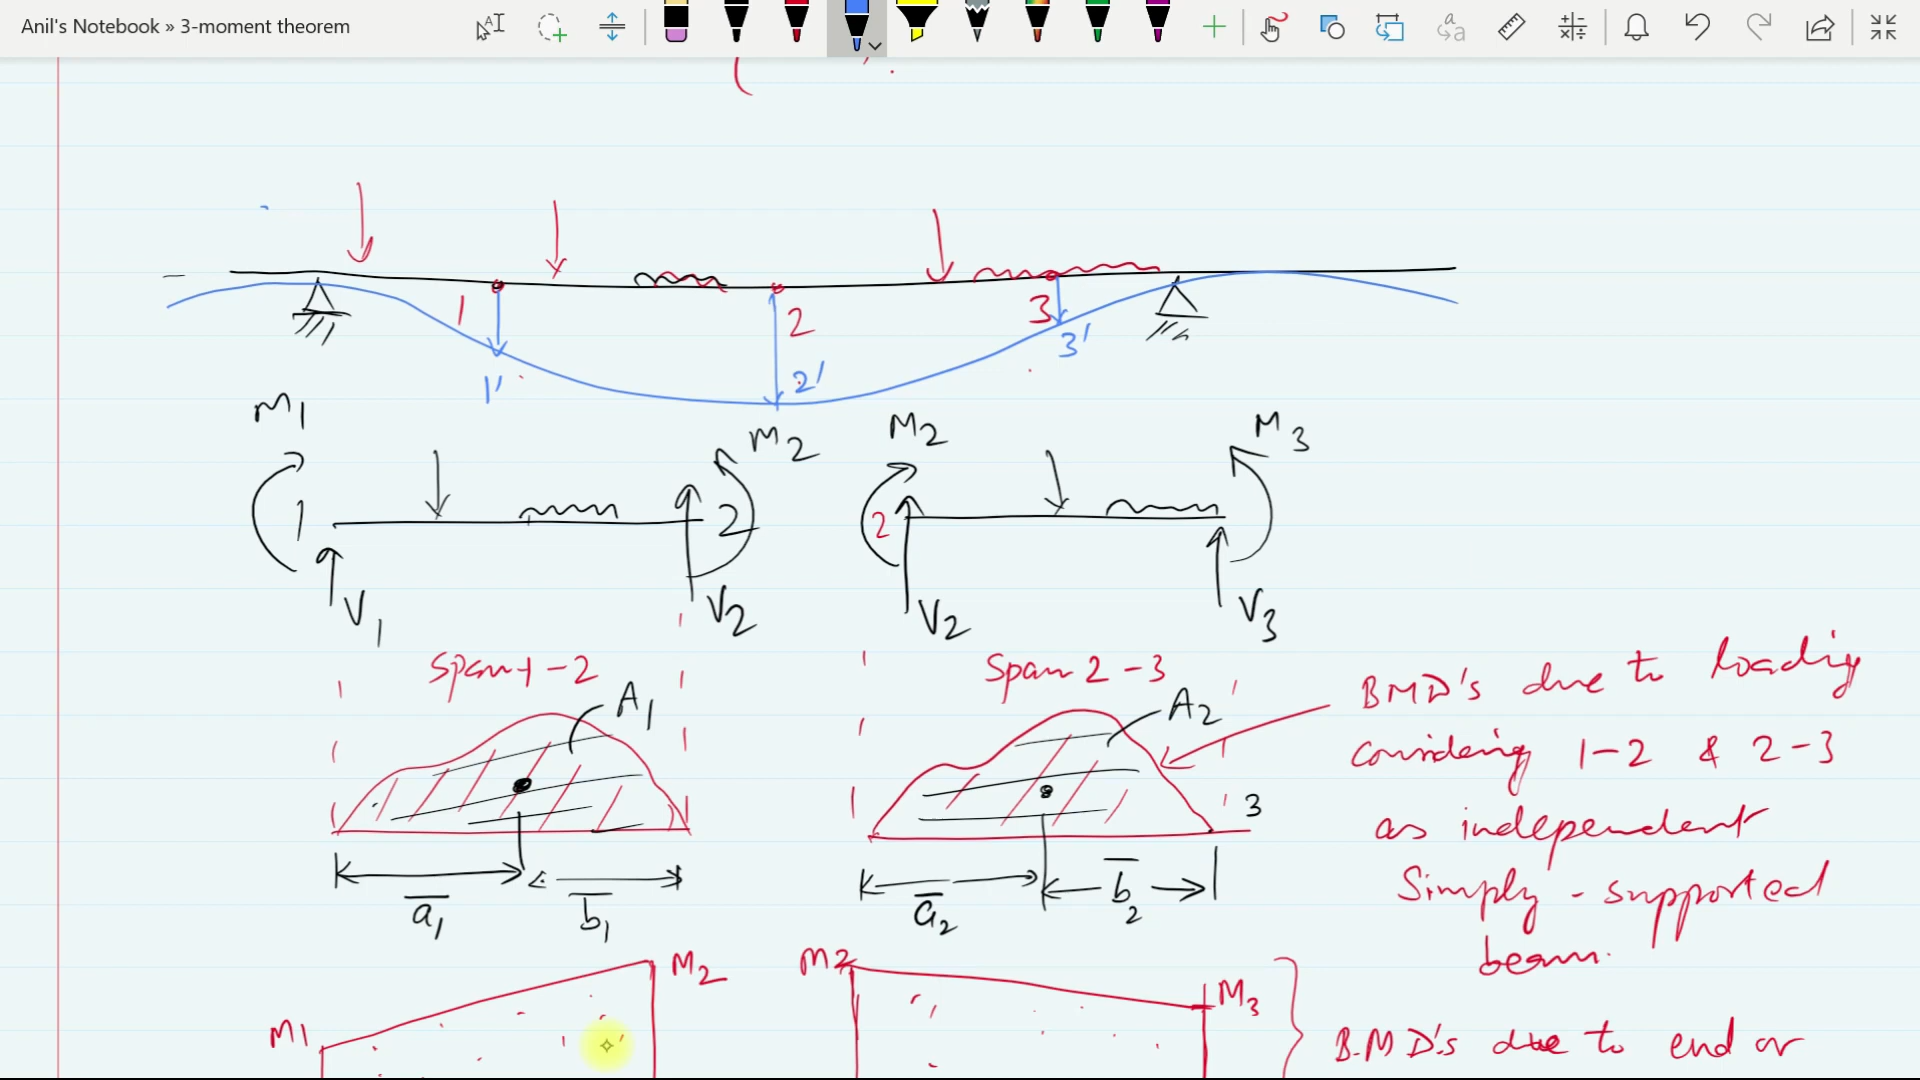 Anil's Notebook » 3-moment theorem
1 2 3
1' 2' 3'
M1 M2 M2 M3
1 2 2
V1 V2 V2 V3
Span 1-2 Span 2-3
A1 A2
BMD's due to loading
considering 1-2 & 2-3
3
as independent
Simply - supported
beam.
a1 b1 a2 b2
M1 M2 M2 M3
B.M D's due to end or